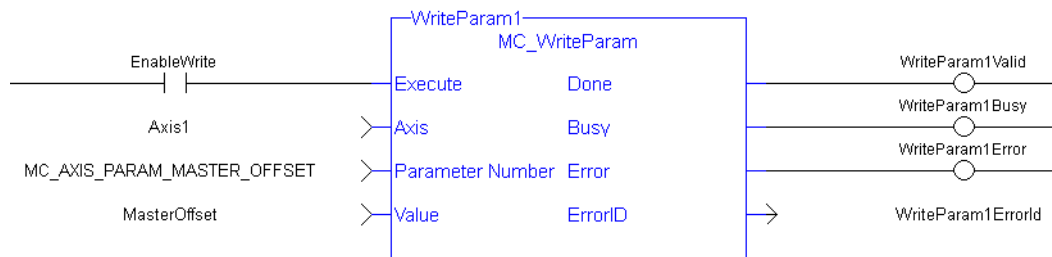 WriteParam1
MC_WriteParam
EnableWrite
Execute Done
WriteParam1Valid
Axis1
Axis Busy
WriteParam1Busy
MC_AXIS_PARAM_MASTER_OFFSET
Parameter Number Error
WriteParam1Error
MasterOffset
Value ErrorID
WriteParam1ErrorId